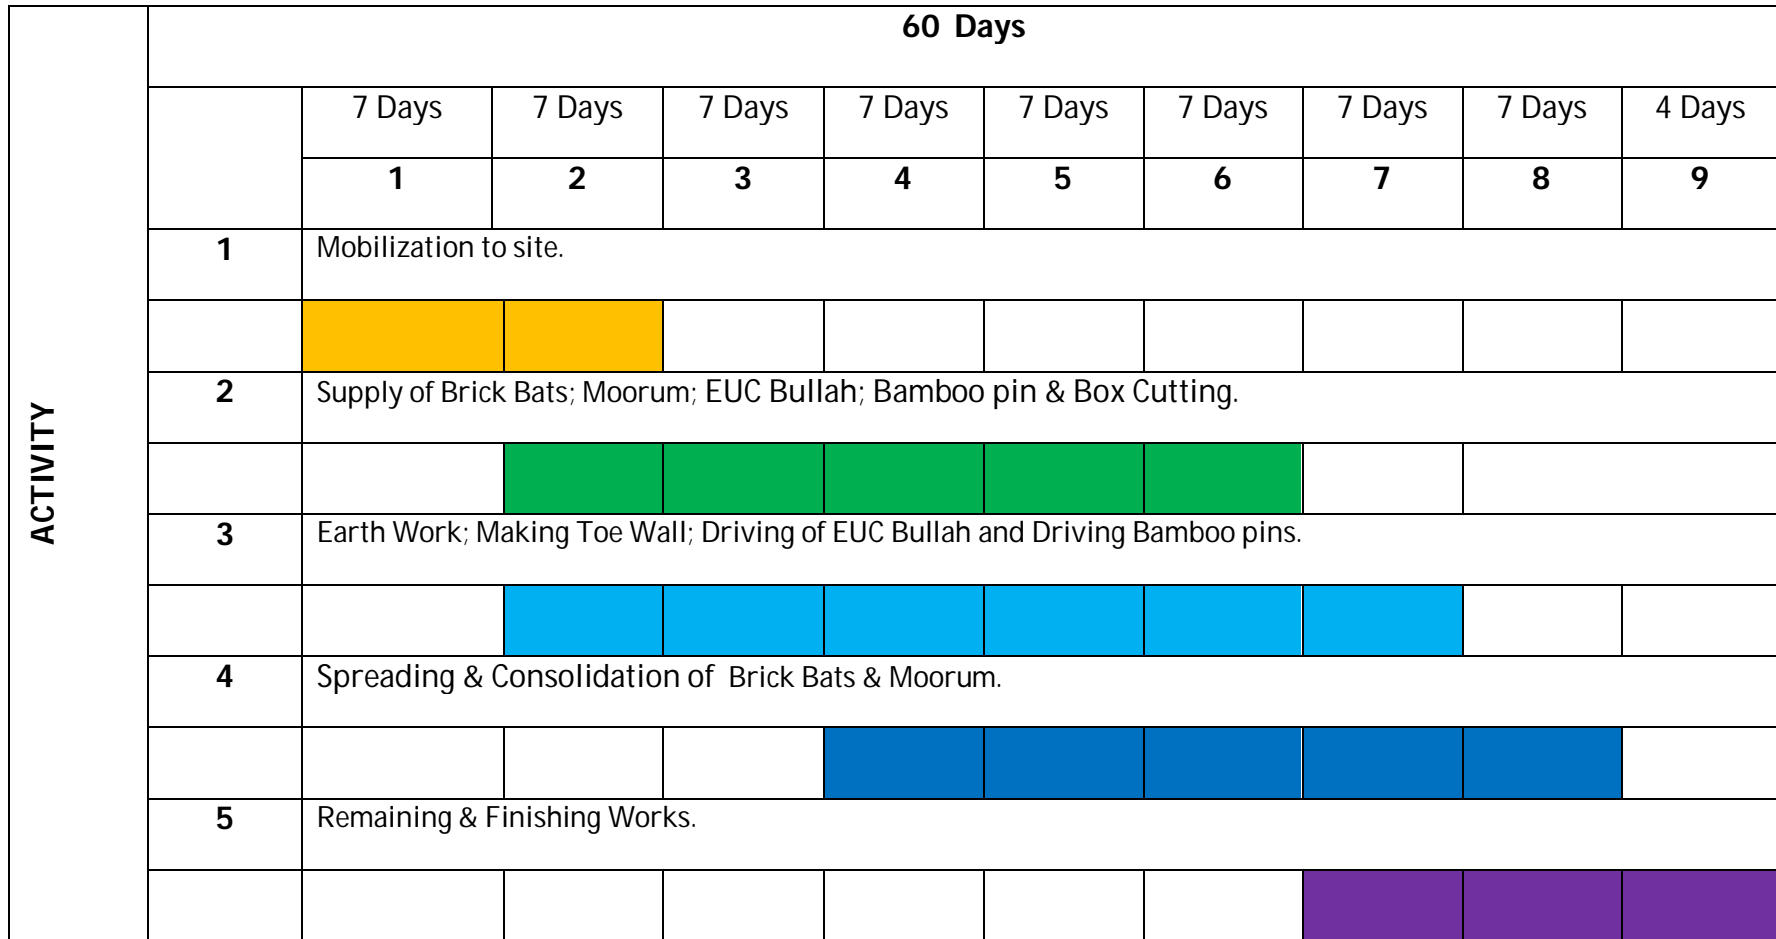 60 Days
7 Days 7 Days 7 Days 7 Days 7 Days 7 Days 7 Days 7 Days 4 Days
1 2 3 4 5 6 7 8 9
1 Mobilization to site.
2 Supply of Brick Bats; Moorum; EUC Bullah; Bamboo pin & Box Cutting.
ACTIVITY
3 Earth Work; Making Toe Wall; Driving of EUC Bullah and Driving Bamboo pins.
4 Spreading & Consolidation of Brick Bats & Moorum.
5 Remaining & Finishing Works.